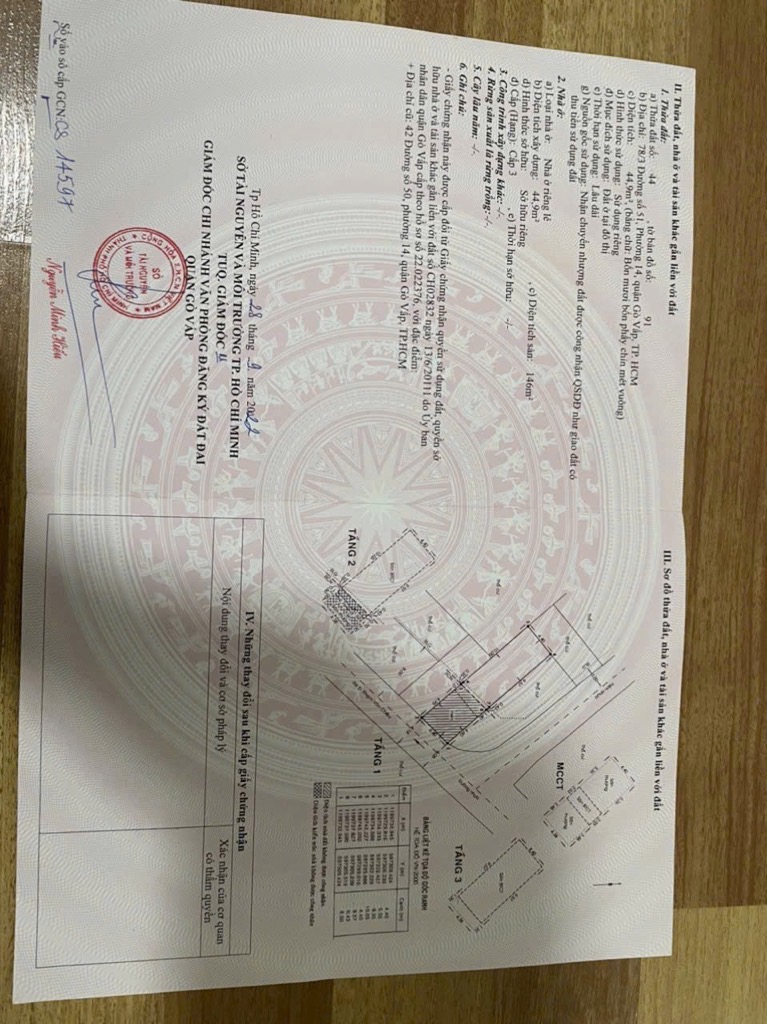 II. Thửa đất, nhà ở và tài sản khác gắn liền với đất
1. Thửa đất:
a) Thửa đất số: 44 , tờ bản đồ số: 91
b) Địa chỉ: 78/3 Đường số 51, Phường 14, quận Gò Vấp, TP. HCM
c) Diện tích: 44,9m², (bằng chữ: Bốn mươi bốn phẩy chín mét vuông)
d) Hình thức sử dụng: Sử dụng riêng
đ) Mục đích sử dụng: Đất ở tại đô thị
e) Thời hạn sử dụng: Lâu dài
g) Nguồn gốc sử dụng: Nhận chuyển nhượng đất được công nhận QSDĐ như giao đất có
thu tiền sử dụng đất
2. Nhà ở:
a) Loại nhà ở: Nhà ở riêng lẻ
b) Diện tích xây dựng: 44,9m² , c) Diện tích sàn: 146m²
d) Hình thức sở hữu: Sở hữu riêng
đ) Cấp (Hạng): Cấp 3 , e) Thời hạn sở hữu: -/-
3. Công trình xây dựng khác: -/-
4. Rừng sản xuất là rừng trồng:-/-.
5. Cây lâu năm: -/-
6. Ghi chú:
- Giấy chứng nhận này được cấp đổi từ Giấy chứng nhận quyền sử dụng đất, quyền sở
hữu nhà ở và tài sản khác gắn liền với đất số CH02832 ngày 13/6/20111 do Ủy ban
nhân dân quận Gò Vấp cấp theo hồ sơ số 22.022376, với đặc điểm:
+ Địa chỉ cũ: 42 Đường số 50, phường 14, quận Gò Vấp, TP.HCM
Tp Hồ Chí Minh, ngày 28 tháng 9 năm 2022
SỞ TÀI NGUYÊN VÀ MÔI TRƯỜNG TP. HỒ CHÍ MINH
TUQ. GIÁM ĐỐC
GIÁM ĐỐC CHI NHÁNH VĂN PHÒNG ĐĂNG KÝ ĐẤT ĐAI
QUẬN GÒ VẤP
SỞ
TÀI NGUYÊN
VÀ MÔI TRƯỜNG
Nguyễn Minh Hiếu
Số vào sổ cấp GCN: CS 14597
III. Sơ đồ thửa đất, nhà ở và tài sản khác gắn liền với đất
MCCT
TẦNG 3
TẦNG 1
TẦNG 2
BẢNG LIỆT KÊ TỌA ĐỘ GÓC RANH
HỆ TỌA ĐỘ VN-2000
Điểm X (m) Y (m) Cạnh (m)
IV. Những thay đổi sau khi cấp giấy chứng nhận
Nội dung thay đổi và cơ sở pháp lý
Xác nhận của cơ quan
có thẩm quyền